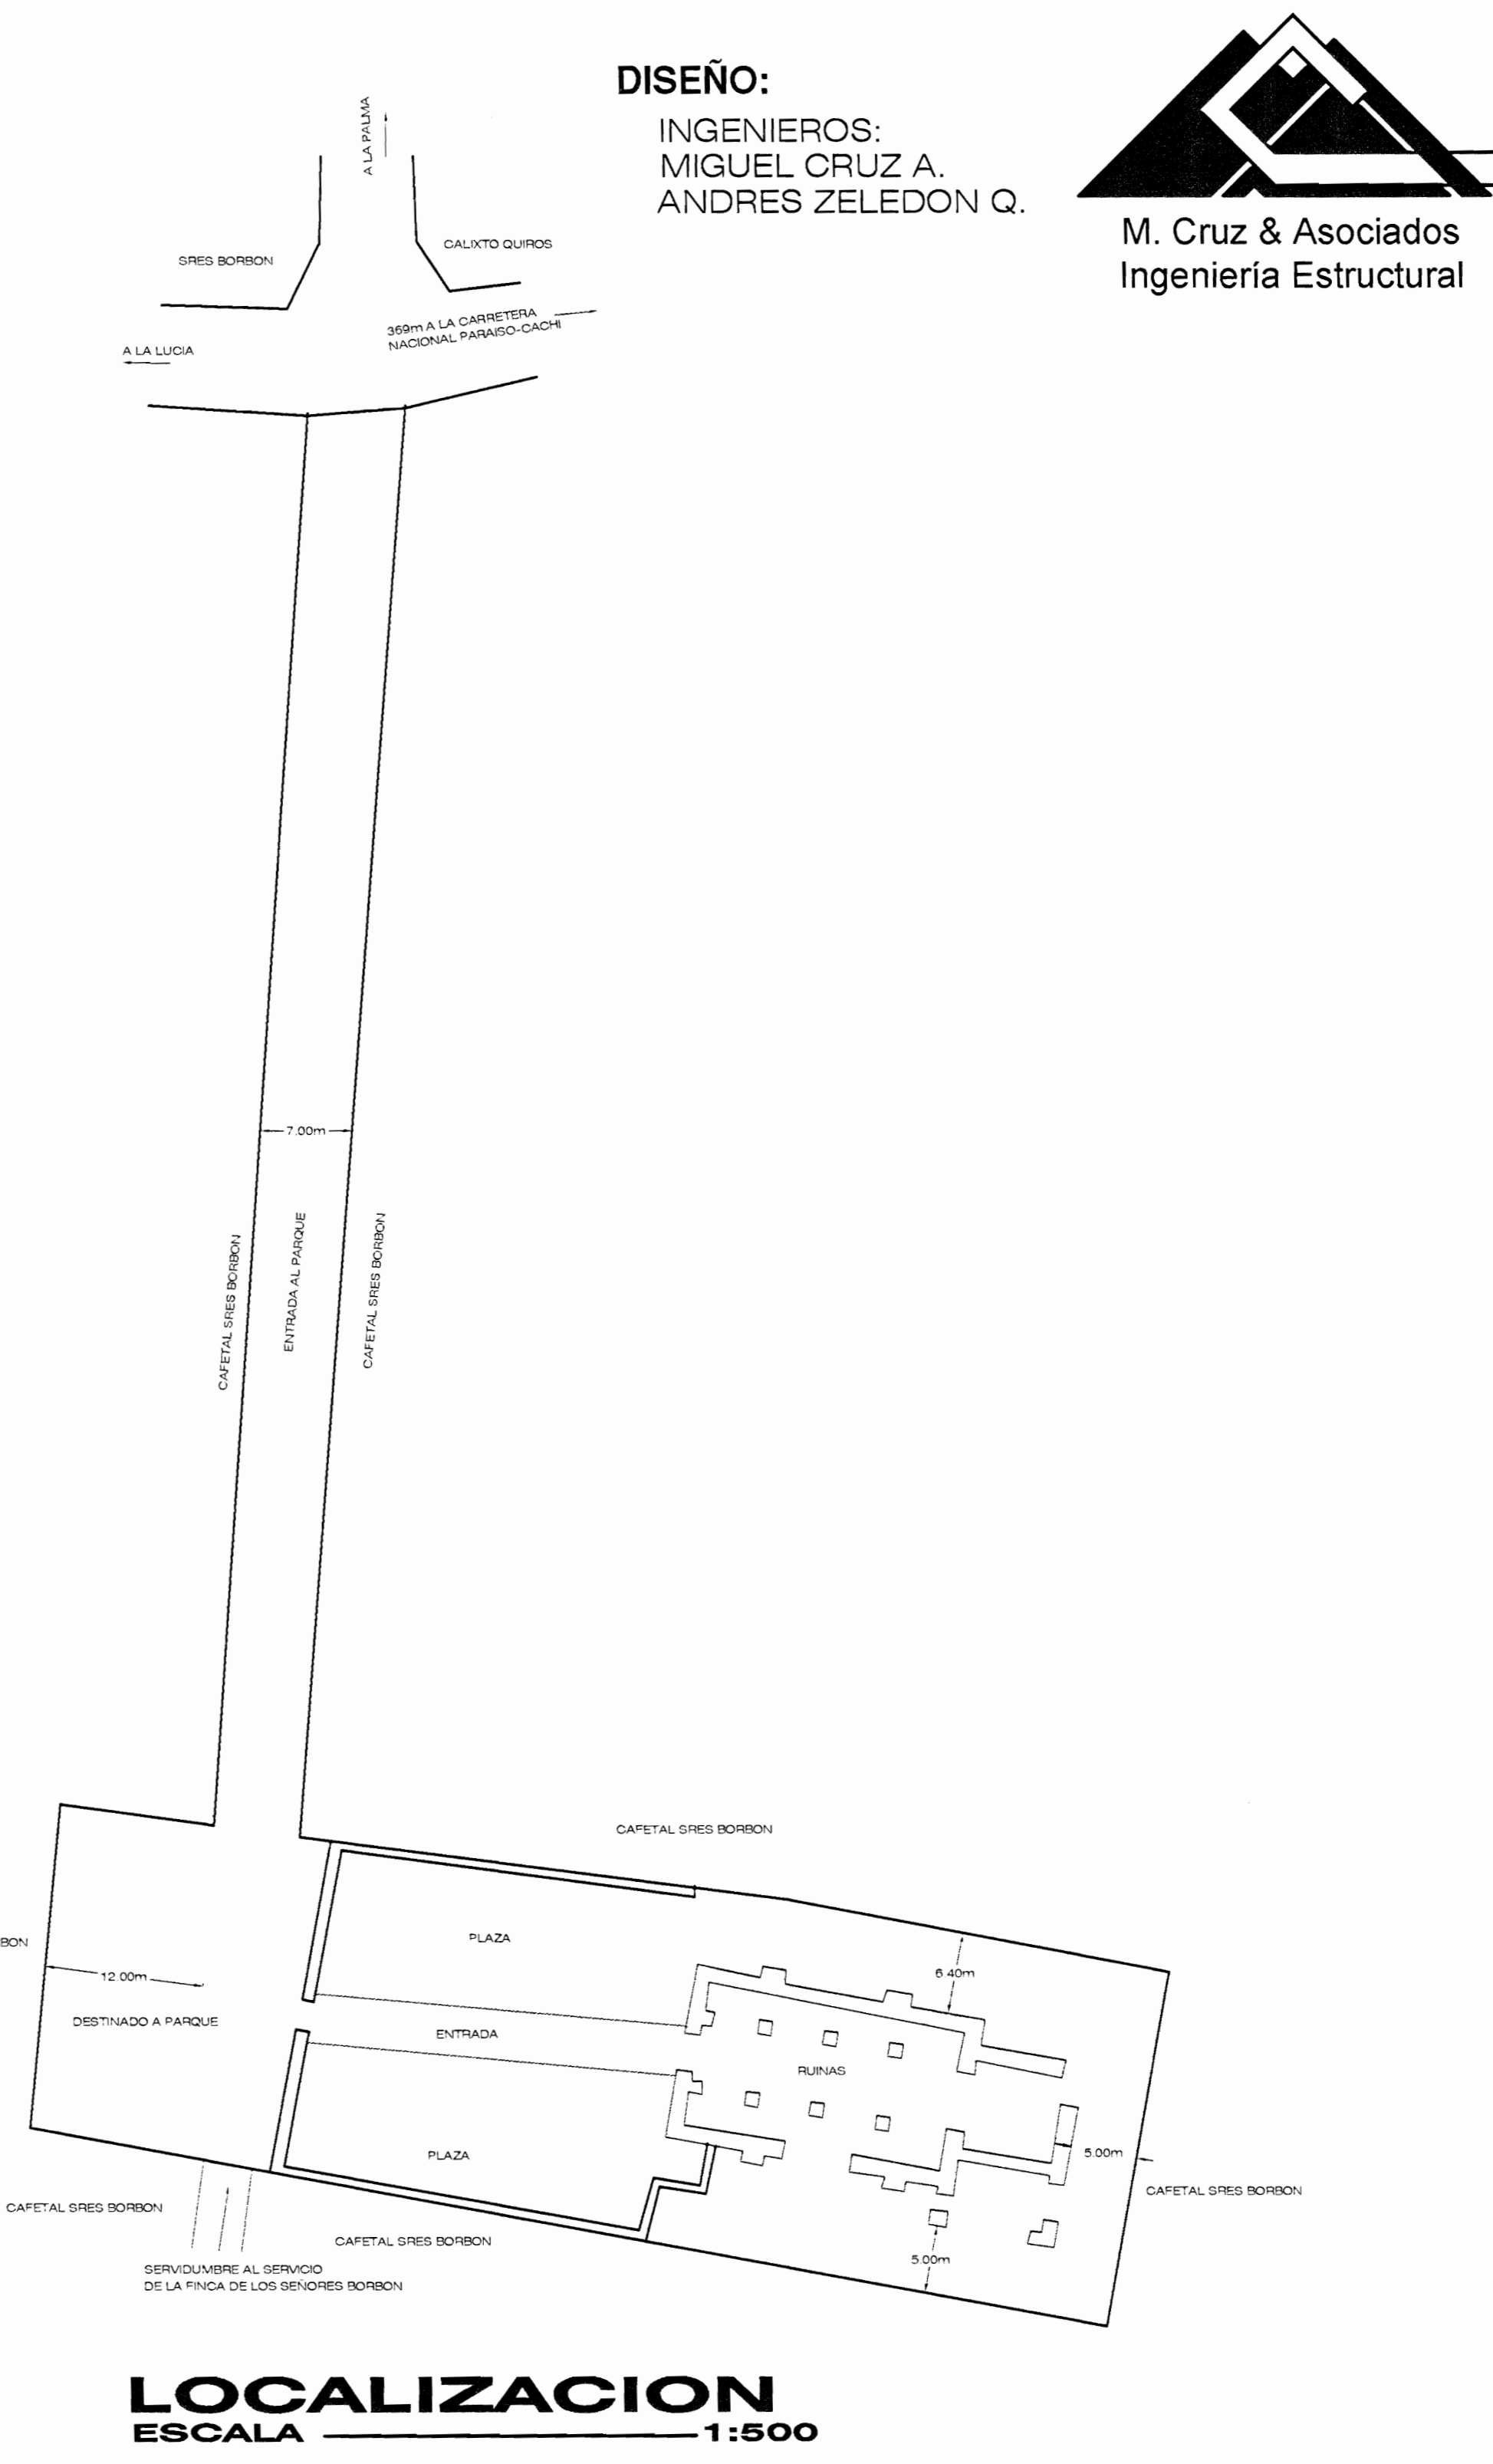 DISEÑO:
INGENIEROS:
MIGUEL CRUZ A.
ANDRES ZELEDON Q.
M. Cruz & Asociados
Ingeniería Estructural
A LA PALMA
SRES BORBON
CALIXTO QUIROS
369m A LA CARRETERA
NACIONAL PARAISO-CACHI
A LA LUCIA
7.00m
CAFETAL SRES BORBON
ENTRADA AL PARQUE
CAFETAL SRES BORBON
CAFETAL SRES BORBON
BON
PLAZA
12.00m
6.40m
DESTINADO A PARQUE
ENTRADA
RUINAS
PLAZA
5.00m
CAFETAL SRES BORBON
CAFETAL SRES BORBON
CAFETAL SRES BORBON
5.00m
SERVIDUMBRE AL SERVICIO
DE LA FINCA DE LOS SEÑORES BORBON
LOCALIZACION
ESCALA 1:500